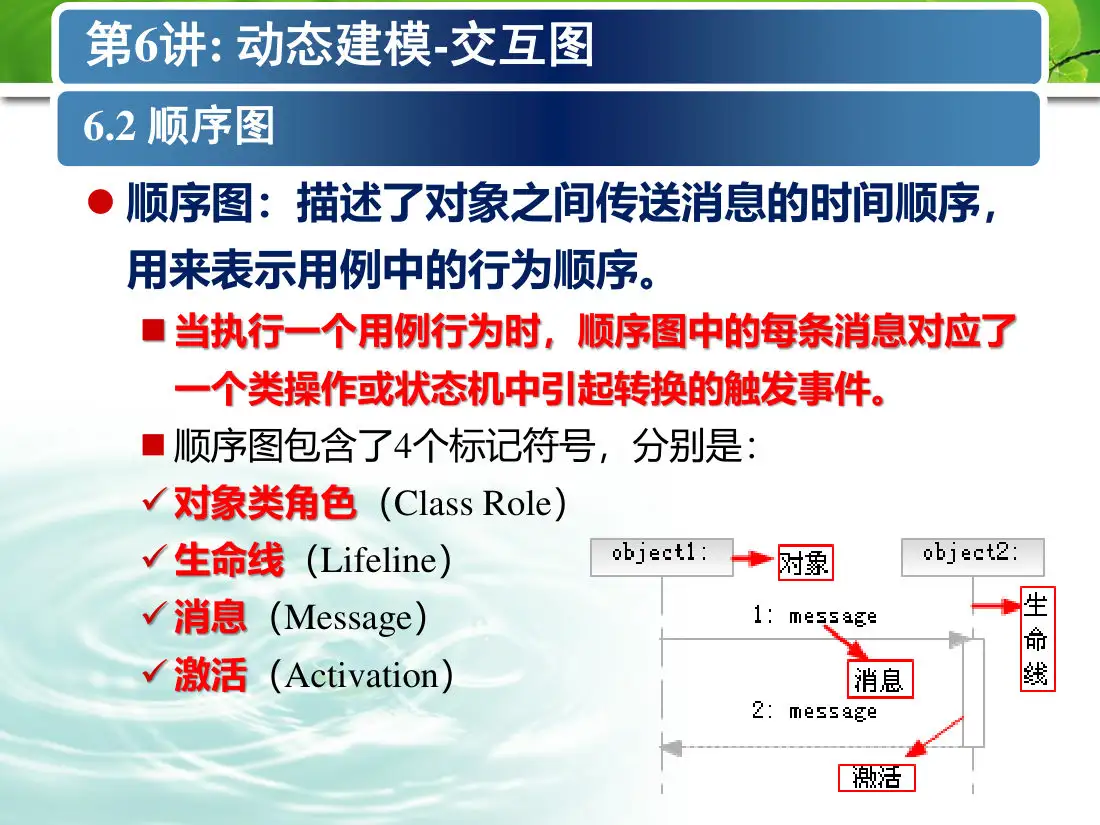 第6讲: 动态建模-交互图
6.2 顺序图
顺序图：描述了对象之间传送消息的时间顺序，
用来表示用例中的行为顺序。
当执行一个用例行为时，顺序图中的每条消息对应了
一个类操作或状态机中引起转换的触发事件。
顺序图包含了4个标记符号，分别是：
对象类角色（Class Role）
生命线（Lifeline）
消息（Message）
激活（Activation）
object1:
对象
object2:
生命线
1: message
消息
2: message
激活